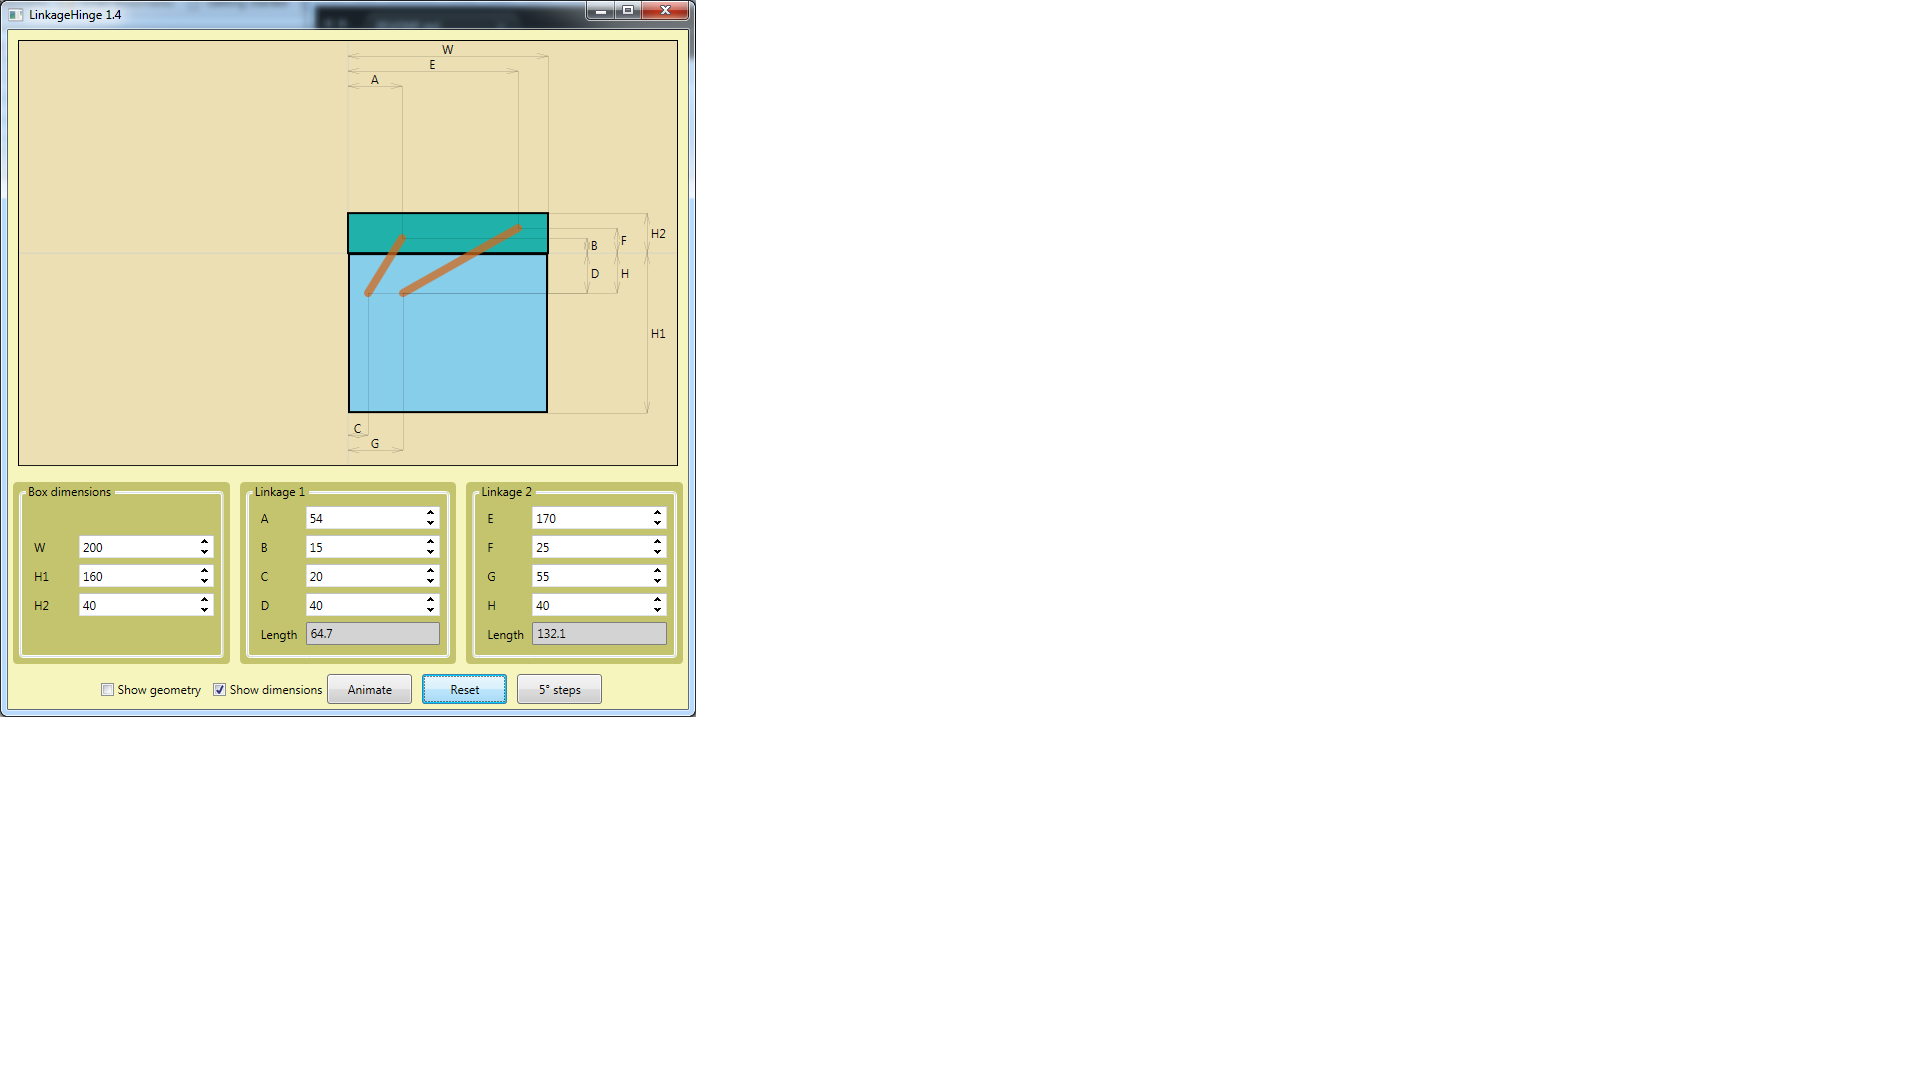 LinkageHinge 1.4
W
E
A
H2
F
B
D
H
H1
C
G
Box dimensions
W 200
H1 160
H2 40
Linkage 1
A 54
B 15
C 20
D 40
Length 64.7
Linkage 2
E 170
F 25
G 55
H 40
Length 132.1
Show geometry
Show dimensions
Animate
Reset
5° steps